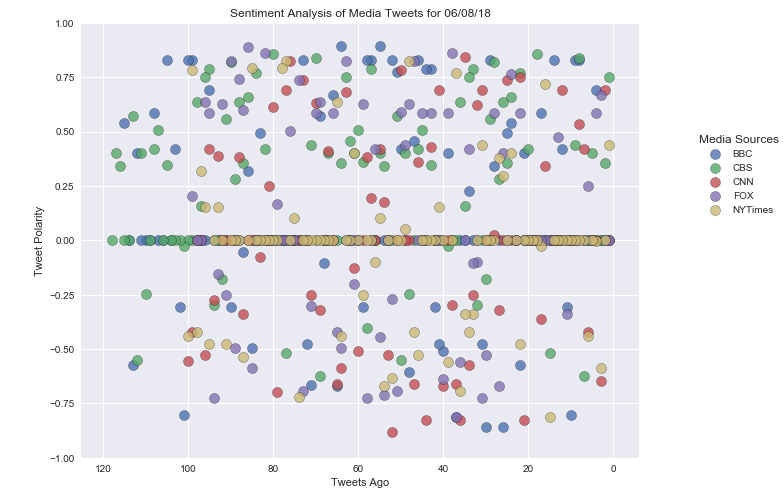 Sentiment Analysis of Media Tweets for 06/08/18
1.00
0.75
0.50
0.25
0.00
−0.25
−0.50
−0.75
−1.00
Tweet Polarity
120 100 80 60 40 20 0
Tweets Ago
Media Sources
BBC
CBS
CNN
FOX
NYTimes